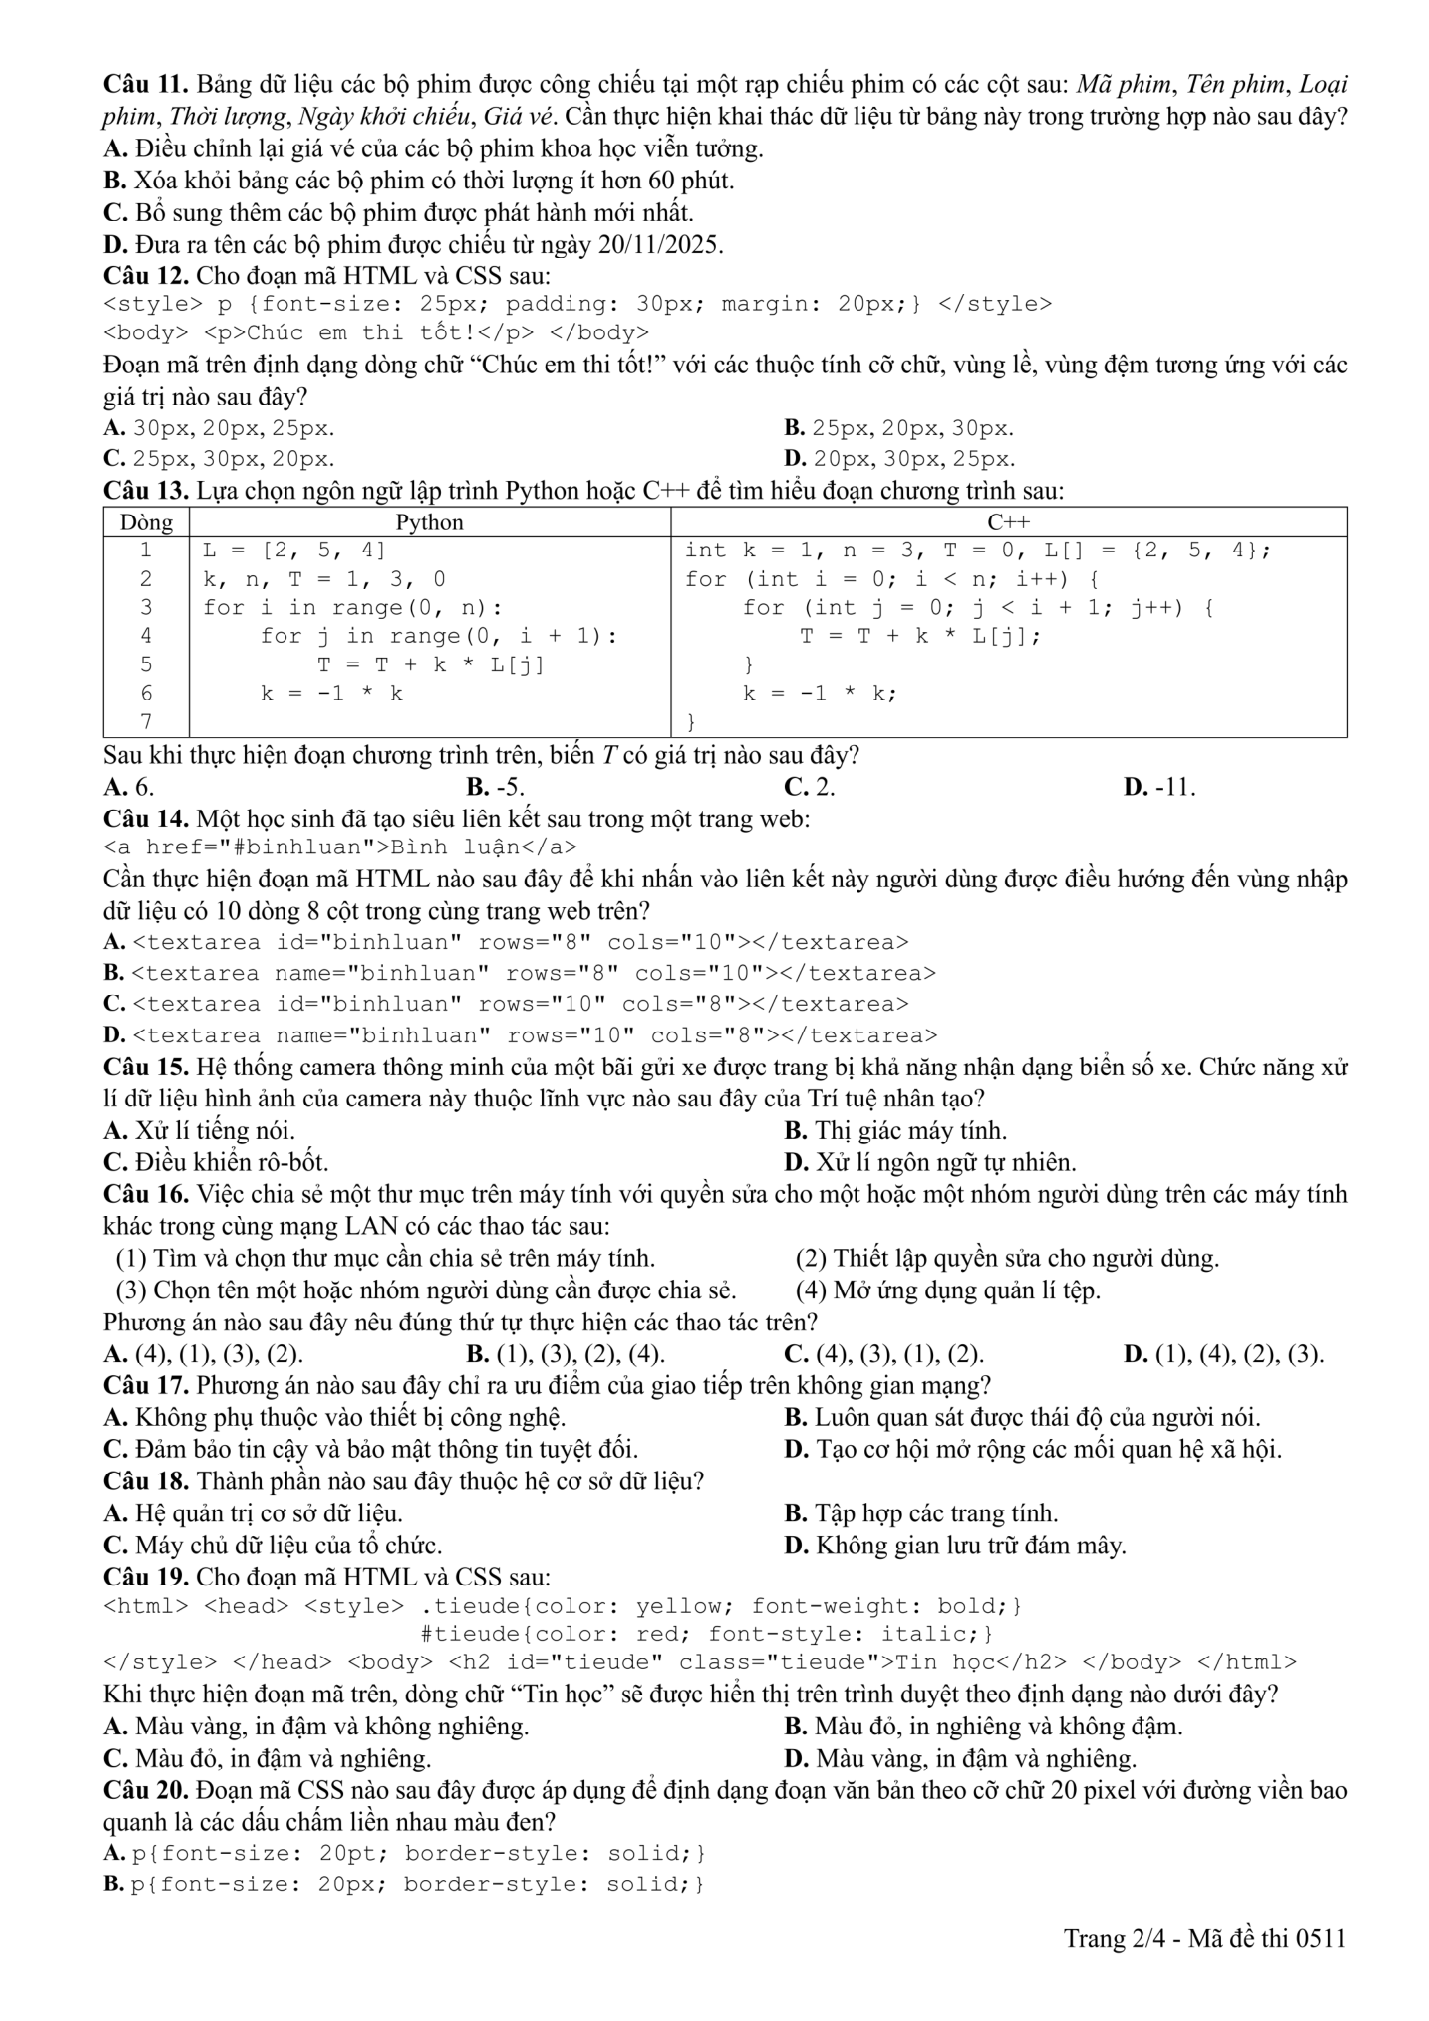 Câu 11. Bảng dữ liệu các bộ phim được công chiếu tại một rạp chiếu phim có các cột sau: Mã phim, Tên phim, Loại
phim, Thời lượng, Ngày khởi chiếu, Giá vé. Cần thực hiện khai thác dữ liệu từ bảng này trong trường hợp nào sau đây?
A. Điều chỉnh lại giá vé của các bộ phim khoa học viễn tưởng.
B. Xóa khỏi bảng các bộ phim có thời lượng ít hơn 60 phút.
C. Bổ sung thêm các bộ phim được phát hành mới nhất.
D. Đưa ra tên các bộ phim được chiếu từ ngày 20/11/2025.
Câu 12. Cho đoạn mã HTML và CSS sau:
<style> p {font-size: 25px; padding: 30px; margin: 20px;} </style>
<body> <p>Chúc em thi tốt!</p> </body>
Đoạn mã trên định dạng dòng chữ “Chúc em thi tốt!” với các thuộc tính cỡ chữ, vùng lề, vùng đệm tương ứng với các
giá trị nào sau đây?
A. 30px, 20px, 25px. B. 25px, 20px, 30px.
C. 25px, 30px, 20px. D. 20px, 30px, 25px.
Câu 13. Lựa chọn ngôn ngữ lập trình Python hoặc C++ để tìm hiểu đoạn chương trình sau:
Dòng Python C++
1 L = [2, 5, 4] int k = 1, n = 3, T = 0, L[] = {2, 5, 4};
2 k, n, T = 1, 3, 0 for (int i = 0; i < n; i++) {
3 for i in range(0, n): for (int j = 0; j < i + 1; j++) {
4 for j in range(0, i + 1): T = T + k * L[j];
5 T = T + k * L[j] }
6 k = -1 * k k = -1 * k;
7 }
Sau khi thực hiện đoạn chương trình trên, biến T có giá trị nào sau đây?
A. 6. B. -5. C. 2. D. -11.
Câu 14. Một học sinh đã tạo siêu liên kết sau trong một trang web:
<a href="#binhluan">Bình luận</a>
Cần thực hiện đoạn mã HTML nào sau đây để khi nhấn vào liên kết này người dùng được điều hướng đến vùng nhập
dữ liệu có 10 dòng 8 cột trong cùng trang web trên?
A. <textarea id="binhluan" rows="8" cols="10"></textarea>
B. <textarea name="binhluan" rows="8" cols="10"></textarea>
C. <textarea id="binhluan" rows="10" cols="8"></textarea>
D. <textarea name="binhluan" rows="10" cols="8"></textarea>
Câu 15. Hệ thống camera thông minh của một bãi gửi xe được trang bị khả năng nhận dạng biển số xe. Chức năng xử
lí dữ liệu hình ảnh của camera này thuộc lĩnh vực nào sau đây của Trí tuệ nhân tạo?
A. Xử lí tiếng nói. B. Thị giác máy tính.
C. Điều khiển rô-bốt. D. Xử lí ngôn ngữ tự nhiên.
Câu 16. Việc chia sẻ một thư mục trên máy tính với quyền sửa cho một hoặc một nhóm người dùng trên các máy tính
khác trong cùng mạng LAN có các thao tác sau:
(1) Tìm và chọn thư mục cần chia sẻ trên máy tính. (2) Thiết lập quyền sửa cho người dùng.
(3) Chọn tên một hoặc nhóm người dùng cần được chia sẻ. (4) Mở ứng dụng quản lí tệp.
Phương án nào sau đây nêu đúng thứ tự thực hiện các thao tác trên?
A. (4), (1), (3), (2). B. (1), (3), (2), (4). C. (4), (3), (1), (2). D. (1), (4), (2), (3).
Câu 17. Phương án nào sau đây chỉ ra ưu điểm của giao tiếp trên không gian mạng?
A. Không phụ thuộc vào thiết bị công nghệ. B. Luôn quan sát được thái độ của người nói.
C. Đảm bảo tin cậy và bảo mật thông tin tuyệt đối. D. Tạo cơ hội mở rộng các mối quan hệ xã hội.
Câu 18. Thành phần nào sau đây thuộc hệ cơ sở dữ liệu?
A. Hệ quản trị cơ sở dữ liệu. B. Tập hợp các trang tính.
C. Máy chủ dữ liệu của tổ chức. D. Không gian lưu trữ đám mây.
Câu 19. Cho đoạn mã HTML và CSS sau:
<html> <head> <style> .tieude{color: yellow; font-weight: bold;}
#tieude{color: red; font-style: italic;}
</style> </head> <body> <h2 id="tieude" class="tieude">Tin học</h2> </body> </html>
Khi thực hiện đoạn mã trên, dòng chữ “Tin học” sẽ được hiển thị trên trình duyệt theo định dạng nào dưới đây?
A. Màu vàng, in đậm và không nghiêng. B. Màu đỏ, in nghiêng và không đậm.
C. Màu đỏ, in đậm và nghiêng. D. Màu vàng, in đậm và nghiêng.
Câu 20. Đoạn mã CSS nào sau đây được áp dụng để định dạng đoạn văn bản theo cỡ chữ 20 pixel với đường viền bao
quanh là các dấu chấm liền nhau màu đen?
A. p{font-size: 20pt; border-style: solid;}
B. p{font-size: 20px; border-style: solid;}
Trang 2/4 - Mã đề thi 0511